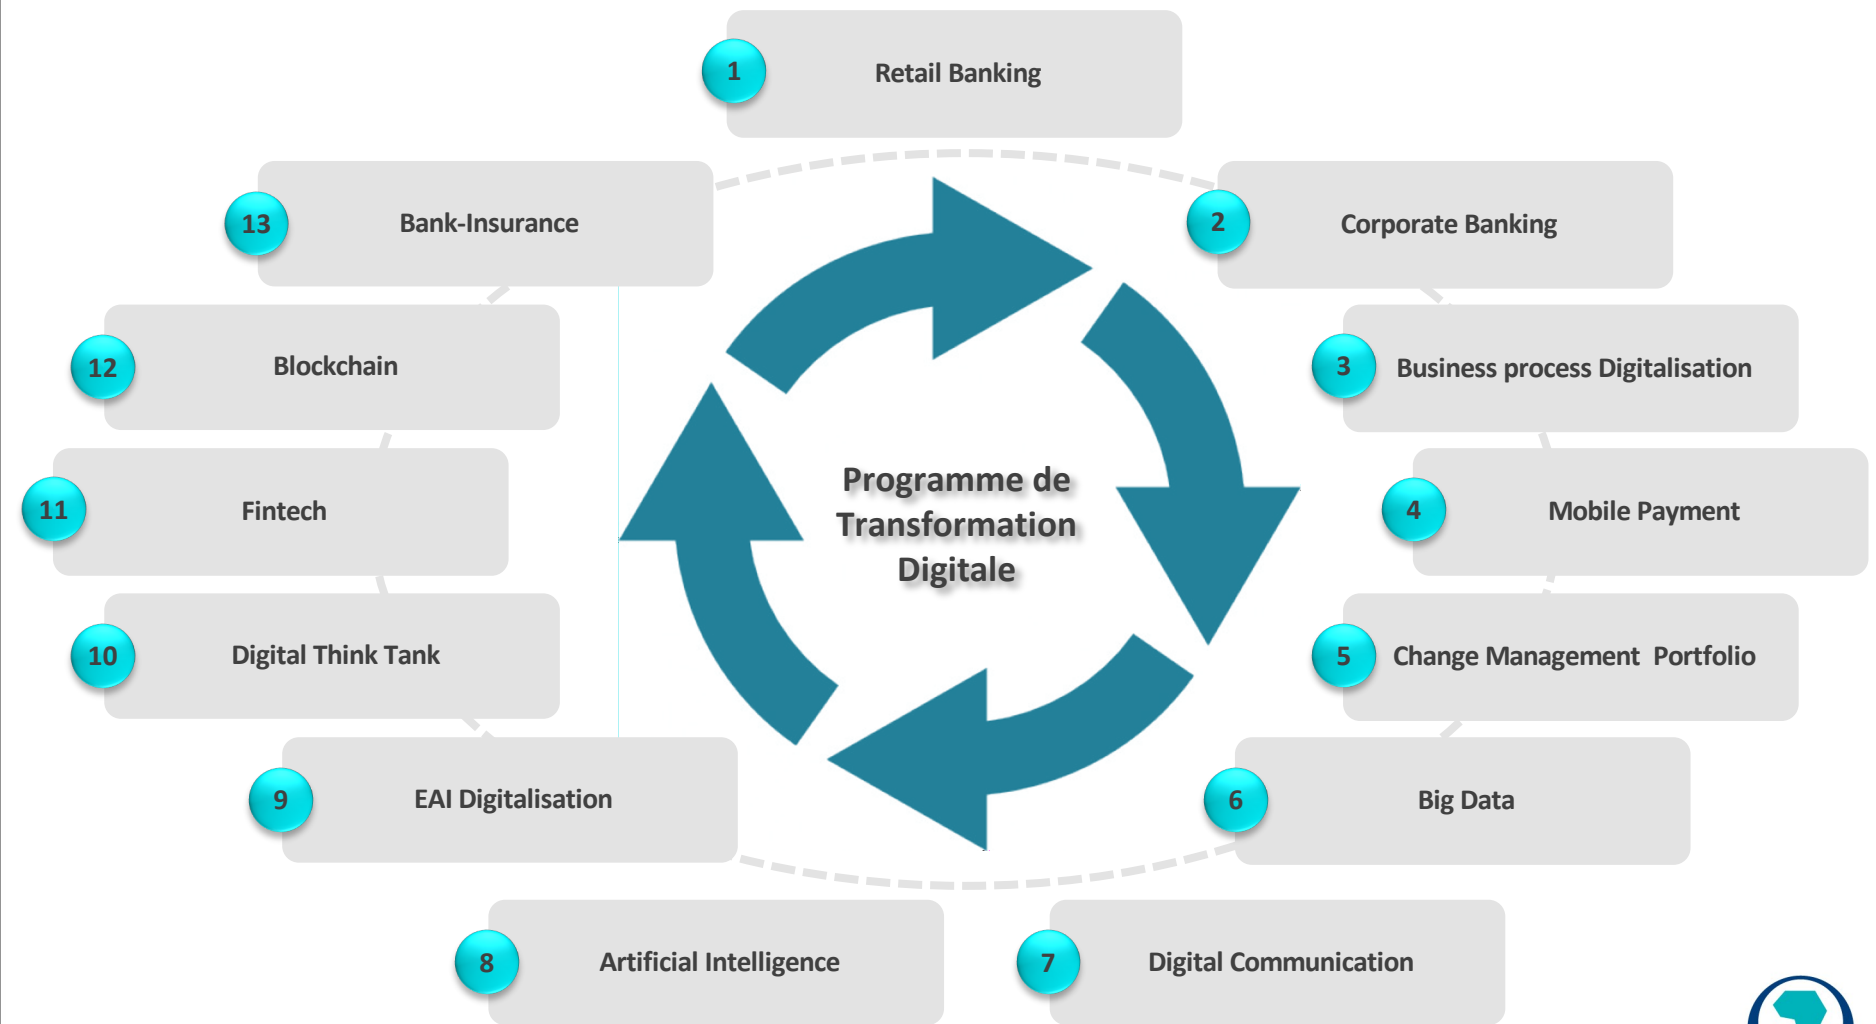 1
Retail Banking
2
Corporate Banking
3
Business process Digitalisation
4
Mobile Payment
5
Change Management  Portfolio
6
Big Data
7
Digital Communication
8
Artificial Intelligence
9
EAI Digitalisation
10
Digital Think Tank
11
Fintech
12
Blockchain
13
Bank-Insurance
Programme de
Transformation
Digitale